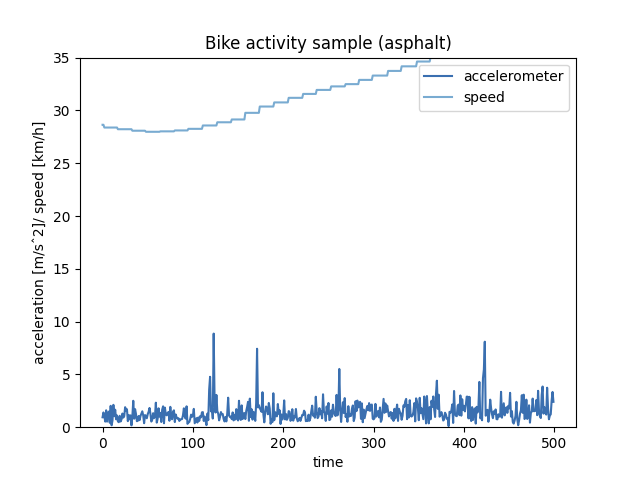 Bike activity sample (asphalt)
accelerometer
speed
acceleration [m/sˆ2]/ speed [km/h]
35
30
25
20
15
10
5
0
0 100 200 300 400 500
time